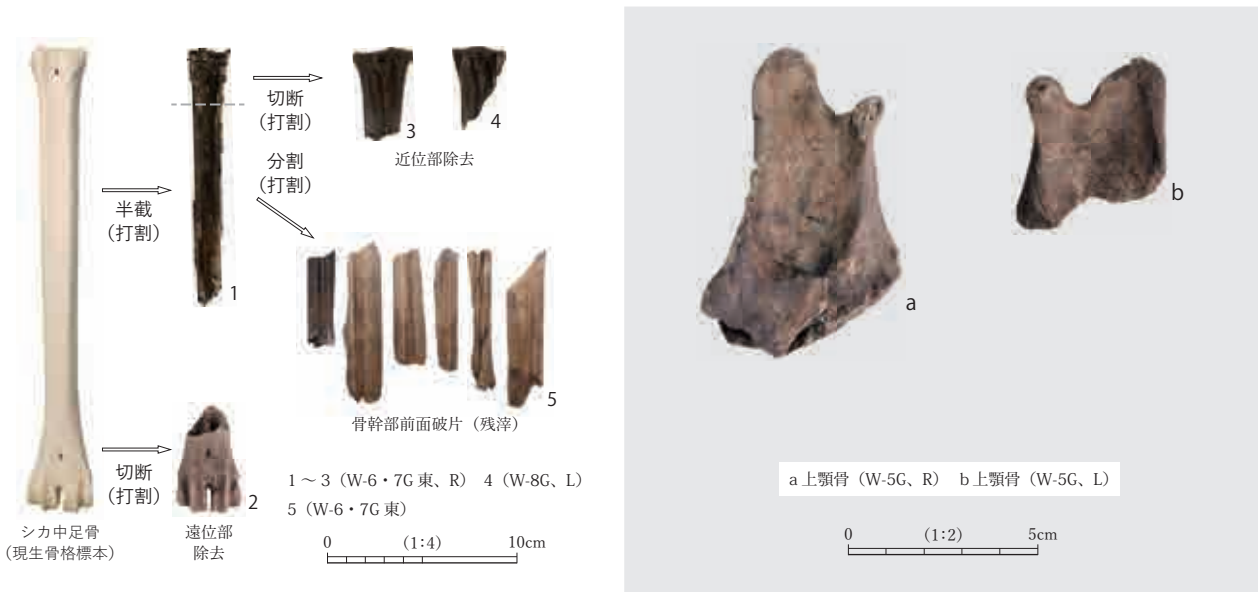 切断
(打割)
3
4
近位部除去
分割
(打割)
半截
(打割)
1
5
骨幹部前面破片（残滓）
切断
(打割)
2
シカ中足骨
(現生骨格標本)
遠位部
除去
1～3（W-6・7G 東、R） 4（W-8G、L）
5（W-6・7G 東）
0 (1:4) 10cm
a
b
a 上顎骨（W-5G、R） b 上顎骨（W-5G、L）
0 (1:2) 5cm